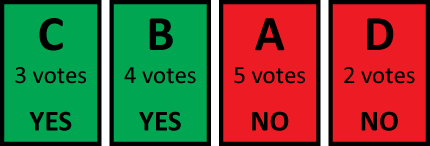 C
3 votes
YES
B
4 votes
YES
A
5 votes
NO
D
2 votes
NO